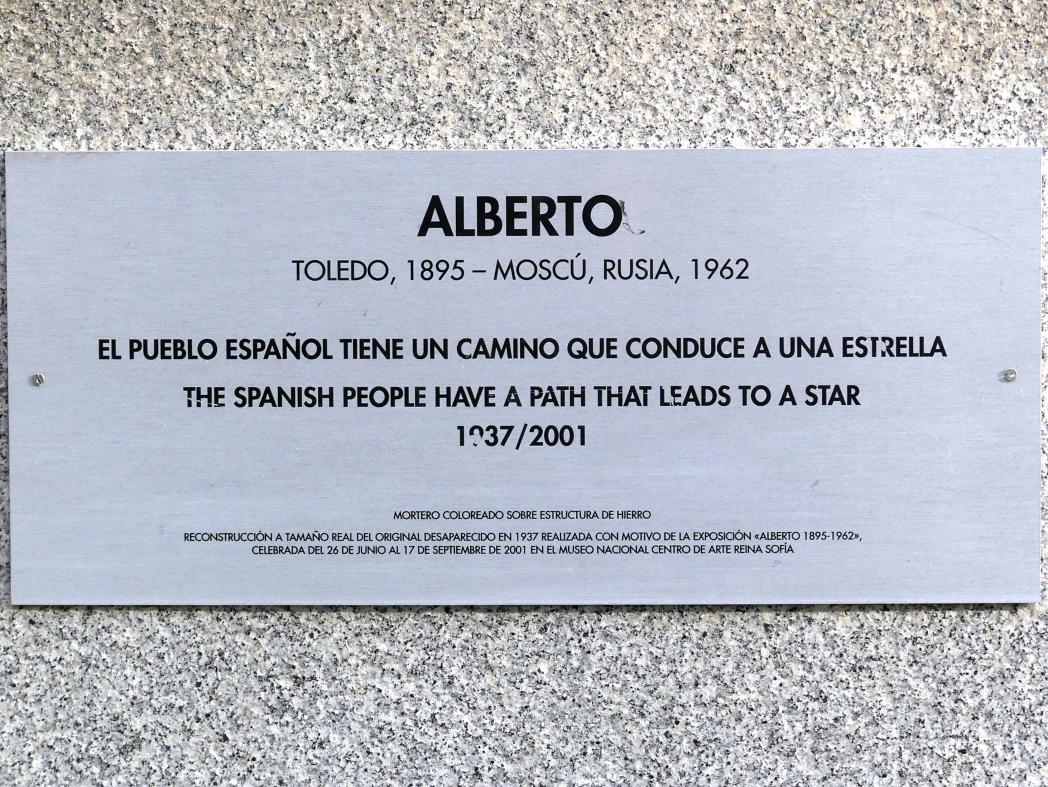 ALBERTO
TOLEDO, 1895 – MOSCÚ, RUSIA, 1962
EL PUEBLO ESPAÑOL TIENE UN CAMINO QUE CONDUCE A UNA ESTRELLA
THE SPANISH PEOPLE HAVE A PATH THAT LEADS TO A STAR
1937/2001
MORTERO COLOREADO SOBRE ESTRUCTURA DE HIERRO
RECONSTRUCCIÓN A TAMAÑO REAL DEL ORIGINAL DESAPARECIDO EN 1937 REALIZADA CON MOTIVO DE LA EXPOSICIÓN «ALBERTO 1895-1962»,
CELEBRADA DEL 26 DE JUNIO AL 17 DE SEPTIEMBRE DE 2001 EN EL MUSEO NACIONAL CENTRO DE ARTE REINA SOFÍA